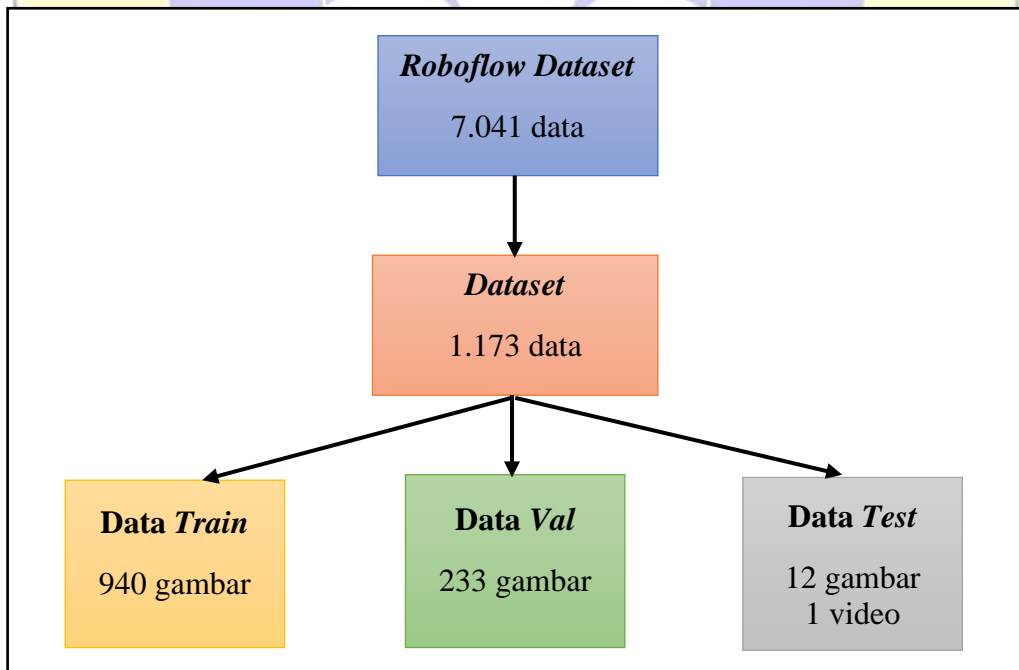 Roboflow Dataset
7.041 data
Dataset
1.173 data
Data Train
940 gambar
Data Val
233 gambar
Data Test
12 gambar
1 video